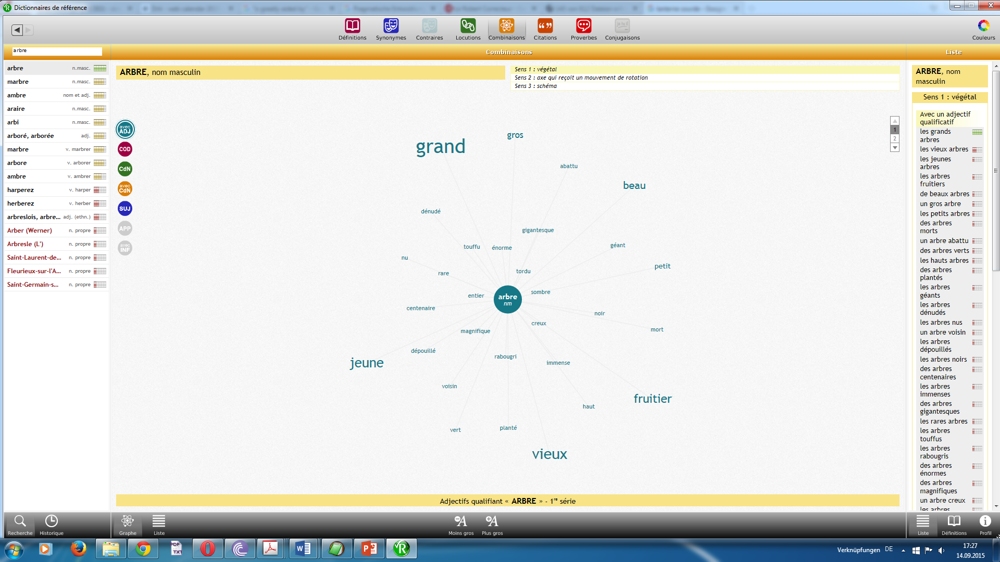 Dictionnaires de référence
Définitions
Synonymes
Contraires
Locutions
Combinaisons
Citations
Proverbes
Conjugaisons
Couleurs
arbre
Combinaisons
Liste
arbre n.masc.
marbre n.masc.
ambre nom et adj.
araire n.masc.
arbi n.masc.
arboré, arborée adj.
marbre v. marbrer
arbore v. arborer
ambre v. ambrer
harperez v. harper
herberez v. herber
arbreslois, arbre... adj. (ethn.)
Arber (Werner) n. propre
Arbresle (L') n. propre
Saint-Laurent-de... n. propre
Fleurieux-sur-l'A... n. propre
Saint-Germain-s... n. propre
ARBRE, nom masculin
Sens 1 : végétal
Sens 2 : axe qui reçoit un mouvement de rotation
Sens 3 : schéma
avec
ADJ
COD
CdN
avec
CdN
SUJ
APP
avec
INF
1
2
gros
grand
abattu
beau
dénudé
gigantesque
géant
touffu
énorme
nu
petit
rare
tordu
sombre
entier
arbre
nm
centenaire
noir
creux
mort
magnifique
dépouillé
rabougri
jeune
immense
voisin
fruitier
haut
vert
planté
vieux
Adjectifs qualifiant « ARBRE » - 1re série
ARBRE, nom
masculin
Sens 1 : végétal
Avec un adjectif
qualificatif
les grands
arbres
les vieux arbres
les jeunes
arbres
les arbres
fruitiers
de beaux arbres
un gros arbre
les petits arbres
des arbres
morts
un arbre abattu
des arbres verts
les hauts arbres
des arbres
plantés
les arbres
géants
les arbres
dénudés
les arbres nus
un arbre voisin
les arbres
dépouillés
les arbres noirs
des arbres
centenaires
les arbres
immenses
des arbres
gigantesques
les rares arbres
les arbres
touffus
les arbres
rabougris
des arbres
énormes
des arbres
magnifiques
un arbre creux
les arbres
Recherche
Historique
Graphe
Liste
Moins gros
Plus gros
Liste
Définitions
Profil
PDF
TXT
Verknüpfungen
DE
17:27
14.09.2015